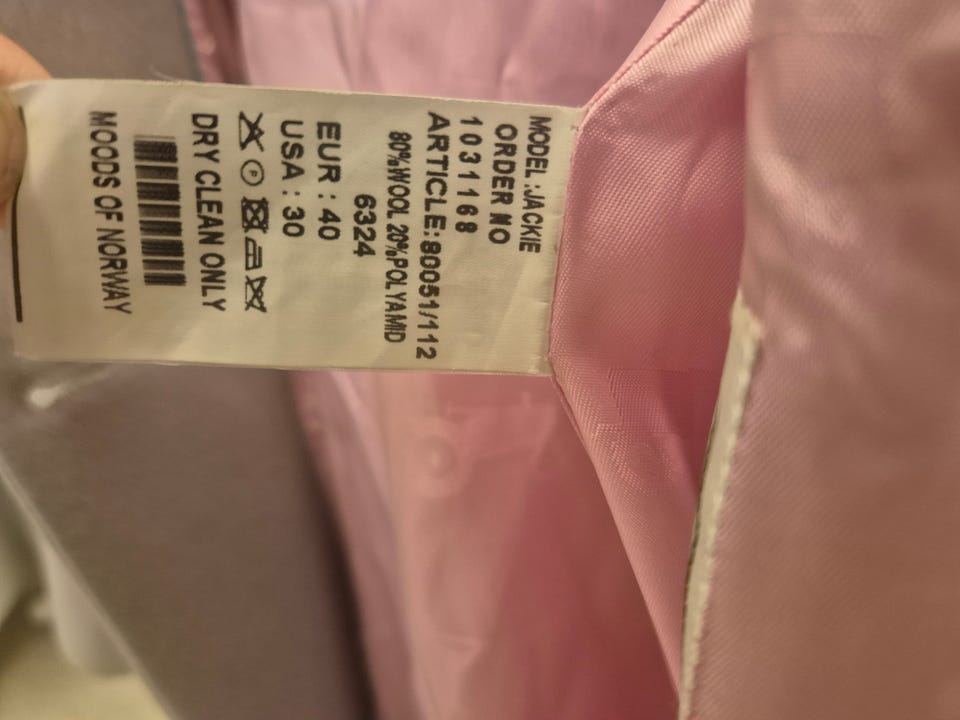 MODEL :JACKIE
ORDER NO
1031168
ARTICLE:80051/112
80%WOOL 20%POLYAMID
6324
EUR : 40
USA : 30
DRY CLEAN ONLY
MOODS OF NORWAY